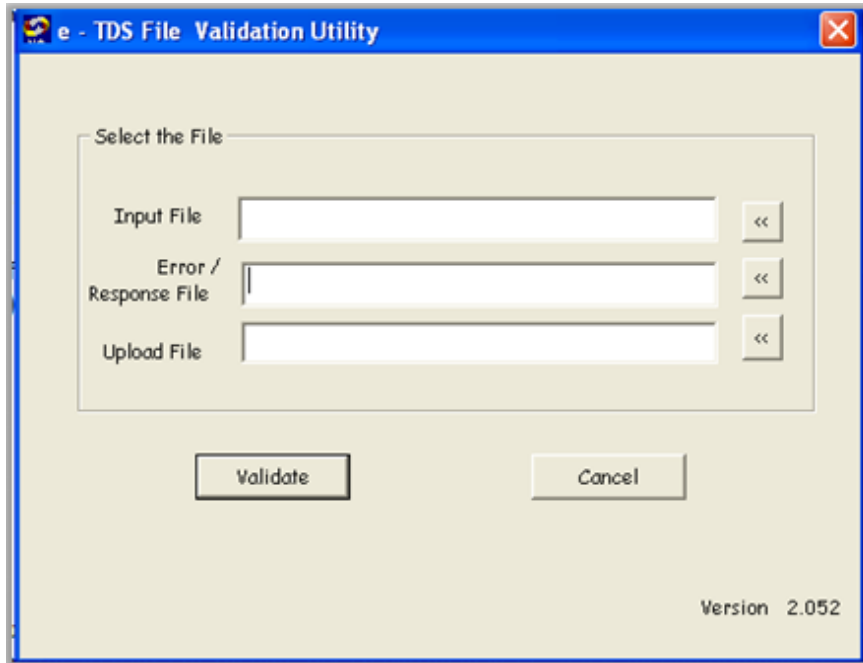 e - TDS File Validation Utility
Select the File
Input File
<<
Error /
Response File
<<
Upload File
<<
Validate
Cancel
Version 2.052